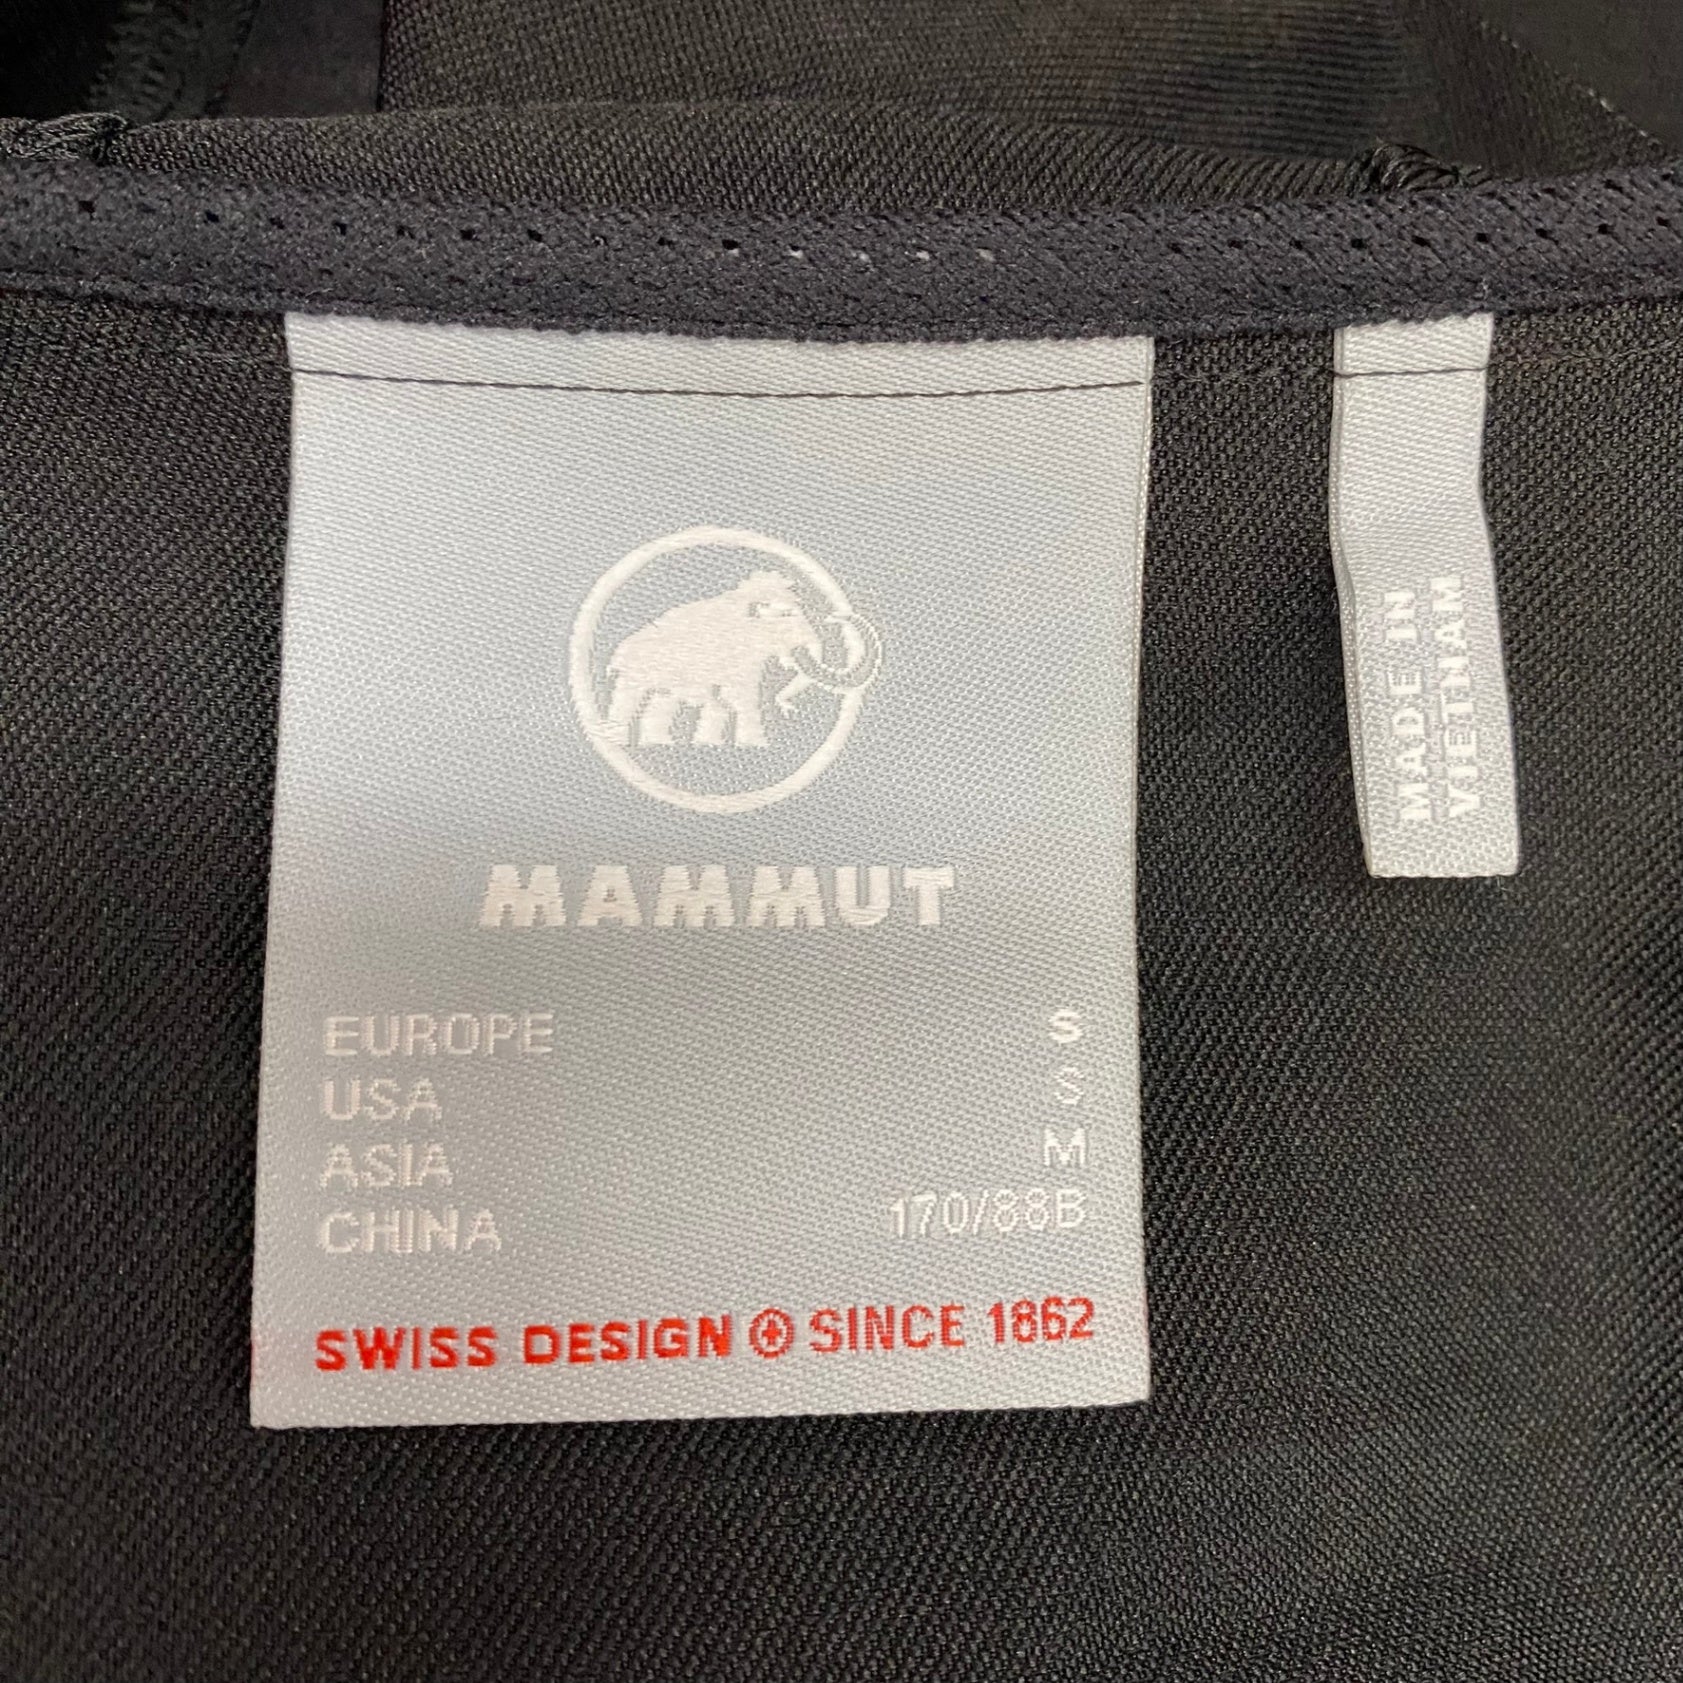 MAMMUT
EUROPE S
USA S
ASIA M
CHINA 170/88B
SWISS DESIGN SINCE 1862
MADE IN
VIETNAM